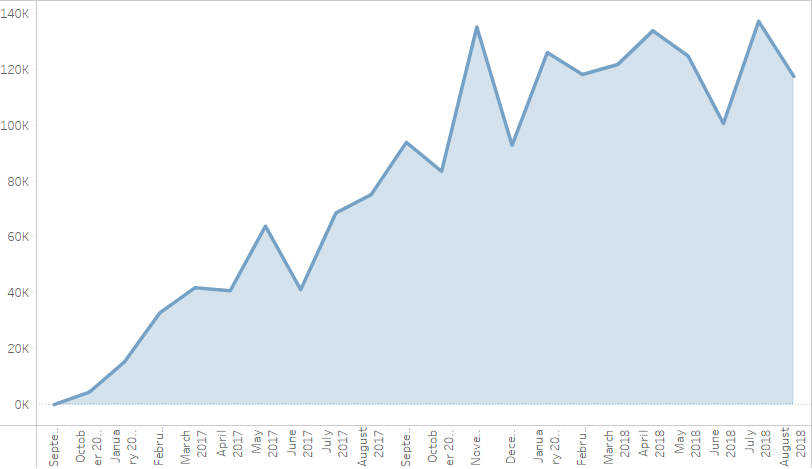 140K
120K
100K
80K
60K
40K
20K
0K
Septe..
Octob
er 20..
Janua
ry 20..
Febru..
March
2017
April
2017
May
2017
June
2017
July
2017
August
2017
Septe..
Octob
er 20..
Nove..
Dece..
Janua
ry 20..
Febru..
March
2018
April
2018
May
2018
June
2018
July
2018
August
2018